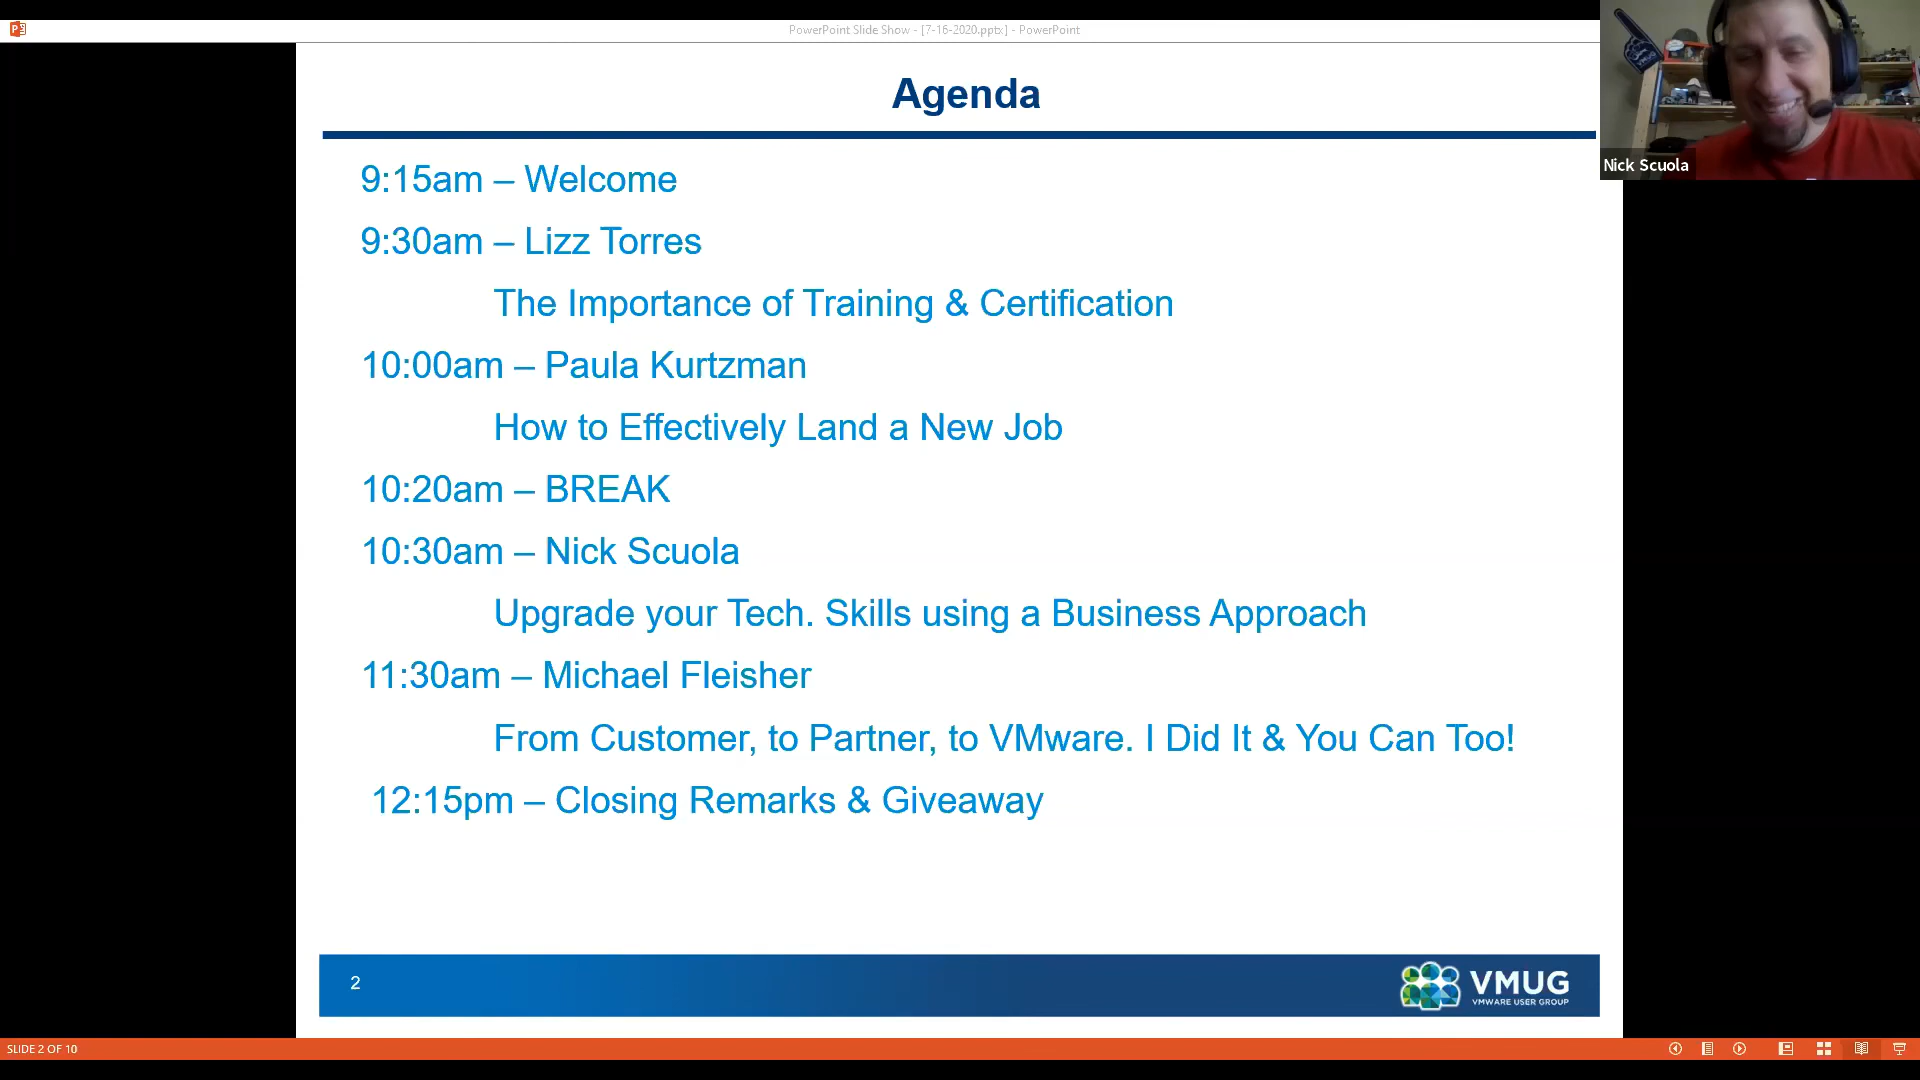 PowerPoint Slide Show - [7-16-2020.pptx] - PowerPoint
Nick Scuola
Agenda
9:15am – Welcome
9:30am – Lizz Torres
The Importance of Training & Certification
10:00am – Paula Kurtzman
How to Effectively Land a New Job
10:20am – BREAK
10:30am – Nick Scuola
Upgrade your Tech. Skills using a Business Approach
11:30am – Michael Fleisher
From Customer, to Partner, to VMware. I Did It & You Can Too!
12:15pm – Closing Remarks & Giveaway
2
VMUG
VMWARE USER GROUP
SLIDE 2 OF 10